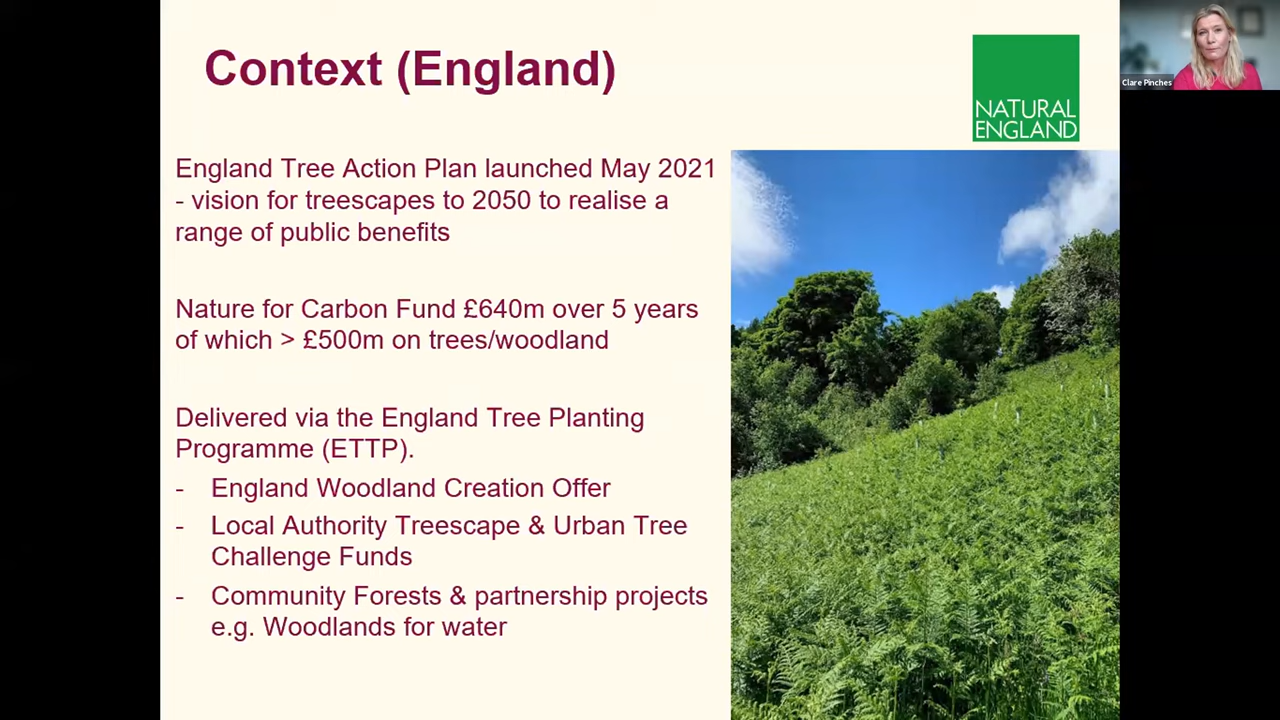 Context (England)
NATURAL
ENGLAND
Clare Pinches
England Tree Action Plan launched May 2021
- vision for treescapes to 2050 to realise a
range of public benefits
Nature for Carbon Fund £640m over 5 years
of which > £500m on trees/woodland
Delivered via the England Tree Planting
Programme (ETTP).
- England Woodland Creation Offer
- Local Authority Treescape & Urban Tree
Challenge Funds
- Community Forests & partnership projects
e.g. Woodlands for water